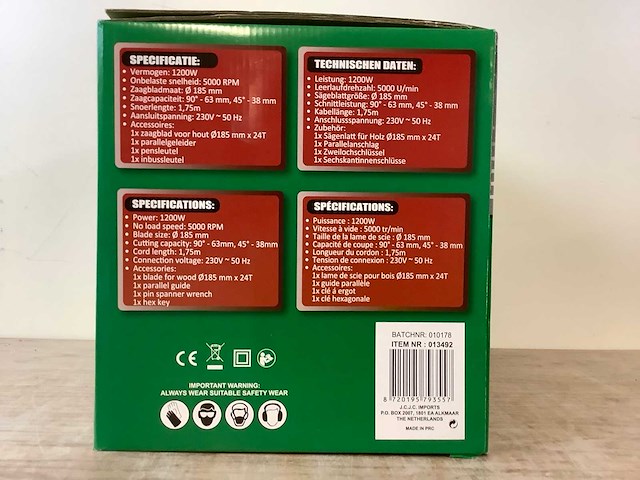 SPECIFICATIE:
• Vermogen: 1200W
• Onbelaste snelheid: 5000 RPM
• Zaagbladmaat: Ø 185 mm
• Zaagcapaciteit: 90° - 63 mm, 45° - 38 mm
• Snoerlengte: 1,75m
• Aansluitspanning: 230V ~ 50 Hz
• Accessoires:
1x zaagblad voor hout Ø185 mm x 24T
1x parallelgeleider
1x pensleutel
1x inbussleutel
TECHNISCHEN DATEN:
• Leistung: 1200W
• Leerlaufdrehzahl: 5000 U/min
• Sägeblattgröße: Ø 185 mm
• Schnittleistung: 90° - 63 mm, 45° - 38 mm
• Kabellänge: 1,75m
• Anschlussspannung: 230V ~ 50 Hz
• Zubehör:
1x Sägenlatt für Holz Ø185 mm x 24T
1x Parallelanschlag
1x Zweilochschlüssel
1x Sechskantinnenschlüsse
SPECIFICATIONS:
• Power: 1200W
• No load speed: 5000 RPM
• Blade size: Ø 185 mm
• Cutting capacity: 90° - 63mm, 45° - 38mm
• Cord length: 1,75m
• Connection voltage: 230V ~ 50 Hz
• Accessories:
1x blade for wood Ø185 mm x 24T
1x parallel guide
1x pin spanner wrench
1x hex key
SPÉCIFICATIONS:
• Puissance : 1200W
• Vitesse à vide : 5000 tr/min
• Taille de la lame de scie : Ø 185 mm
• Capacité de coupe : 90° - 63 mm, 45° - 38 mm
• Longueur du cordon : 1,75m
• Tension de connexion : 230V ~ 50 Hz
• Accessoires:
1x lame de scie pour bois Ø185 mm x 24T
1x guide parallèle
1x clé á ergot
1x clé hexagonale
CE
IMPORTANT WARNING:
ALWAYS WEAR SUITABLE SAFETY WEAR
BATCHNR: 010178
ITEM NR : 013492
8 720195 793557
J.C.J.C. IMPORTS
P.O. BOX 2007, 1801 EA ALKMAAR
THE NETHERLANDS
MADE IN PRC